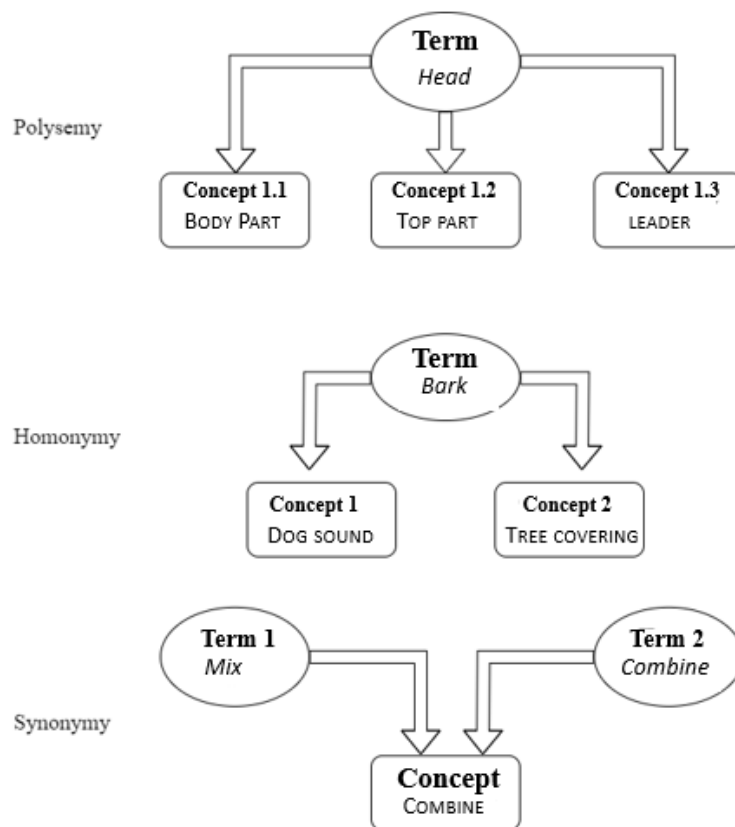 Term
Head
Polysemy
Concept 1.1
BODY PART
Concept 1.2
TOP PART
Concept 1.3
LEADER
Term
Bark
Homonymy
Concept 1
DOG SOUND
Concept 2
TREE COVERING
Term 1
Mix
Term 2
Combine
Synonymy
Concept
COMBINE